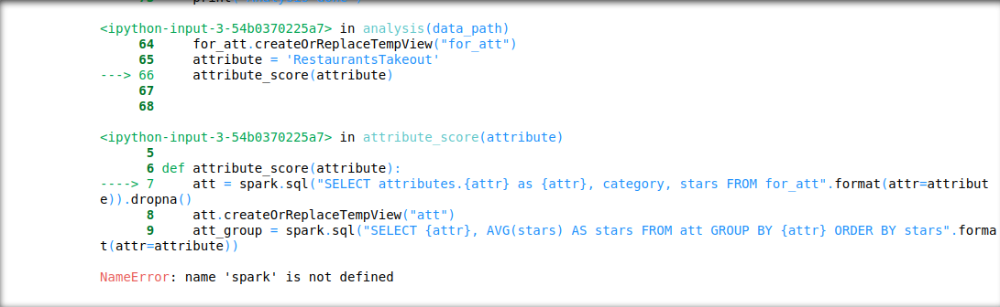 <ipython-input-3-54b0370225a7> in analysis(data_path)
     64     for_att.createOrReplaceTempView("for_att")
     65     attribute = 'RestaurantsTakeout'
---> 66     attribute_score(attribute)
     67
     68
<ipython-input-3-54b0370225a7> in attribute_score(attribute)
      5
      6 def attribute_score(attribute):
----> 7     att = spark.sql("SELECT attributes.{attr} as {attr}, category, stars FROM for_att".format(attr=attribut
e)).dropna()
      8     att.createOrReplaceTempView("att")
      9     att_group = spark.sql("SELECT {attr}, AVG(stars) AS stars FROM att GROUP BY {attr} ORDER BY stars".forma
t(attr=attribute))
NameError: name 'spark' is not defined